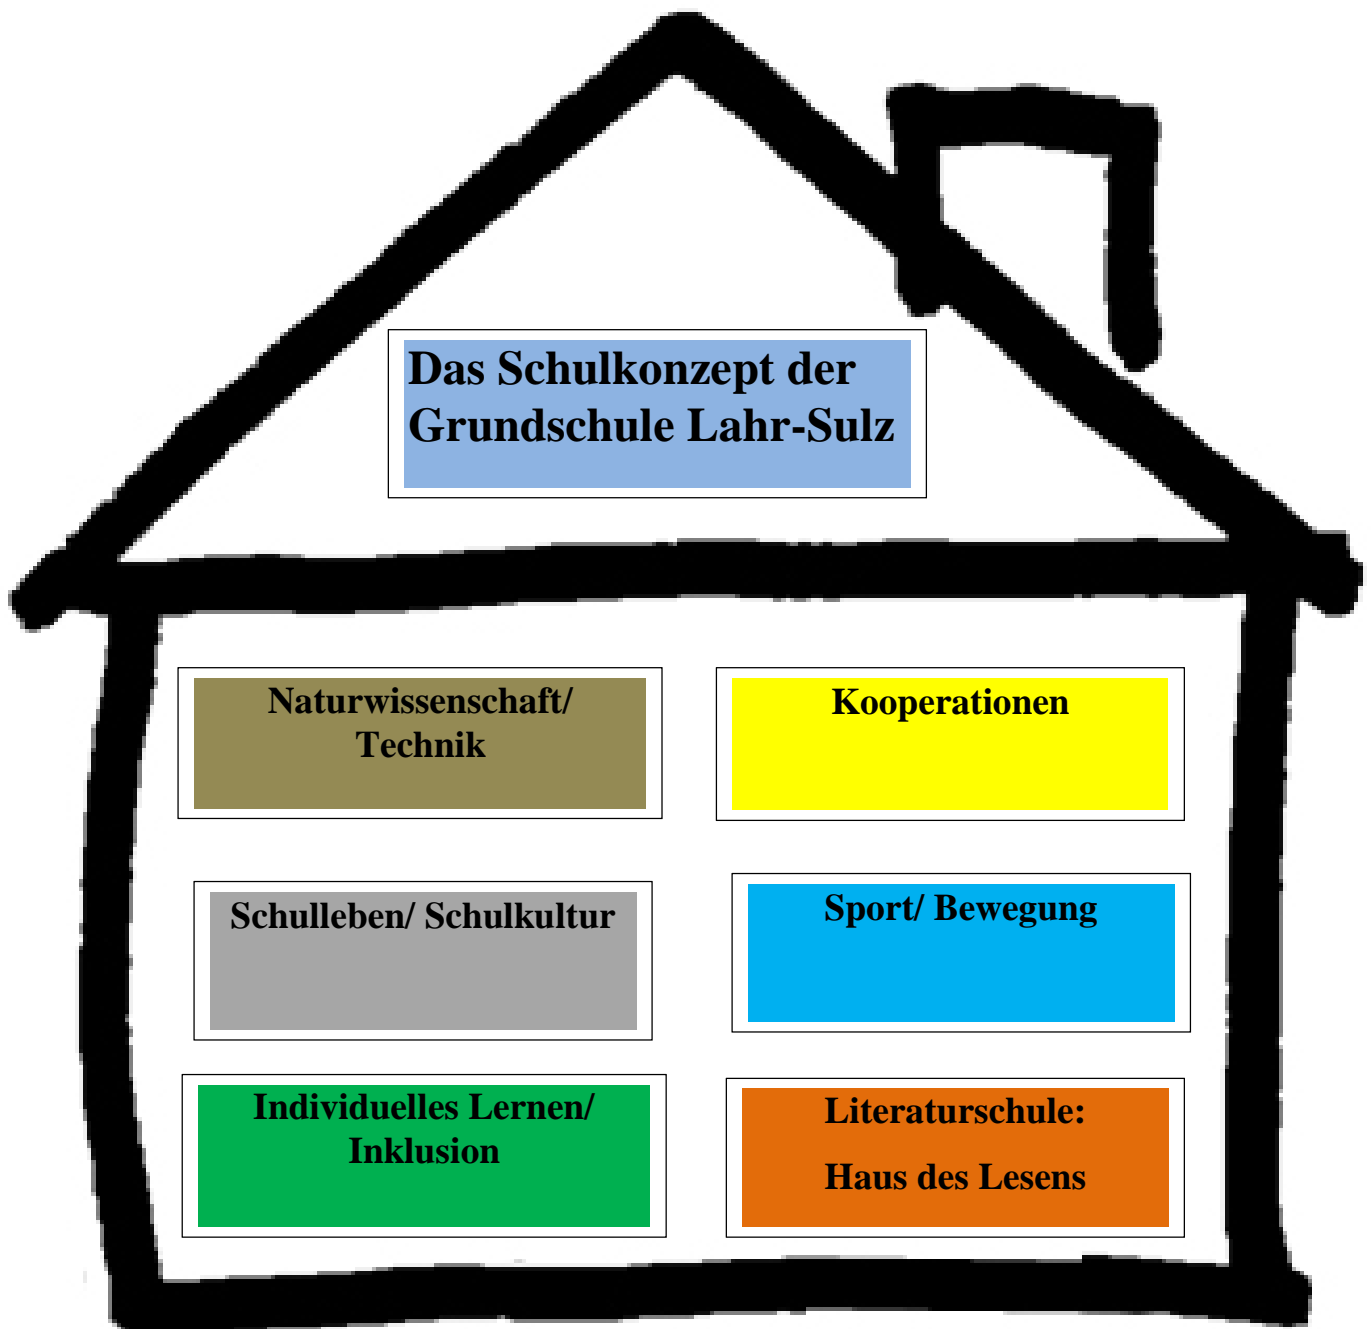 Das Schulkonzept der
Grundschule Lahr-Sulz
Naturwissenschaft/
Technik
Kooperationen
Schulleben/ Schulkultur
Sport/ Bewegung
Individuelles Lernen/
Inklusion
Literaturschule:
Haus des Lesens